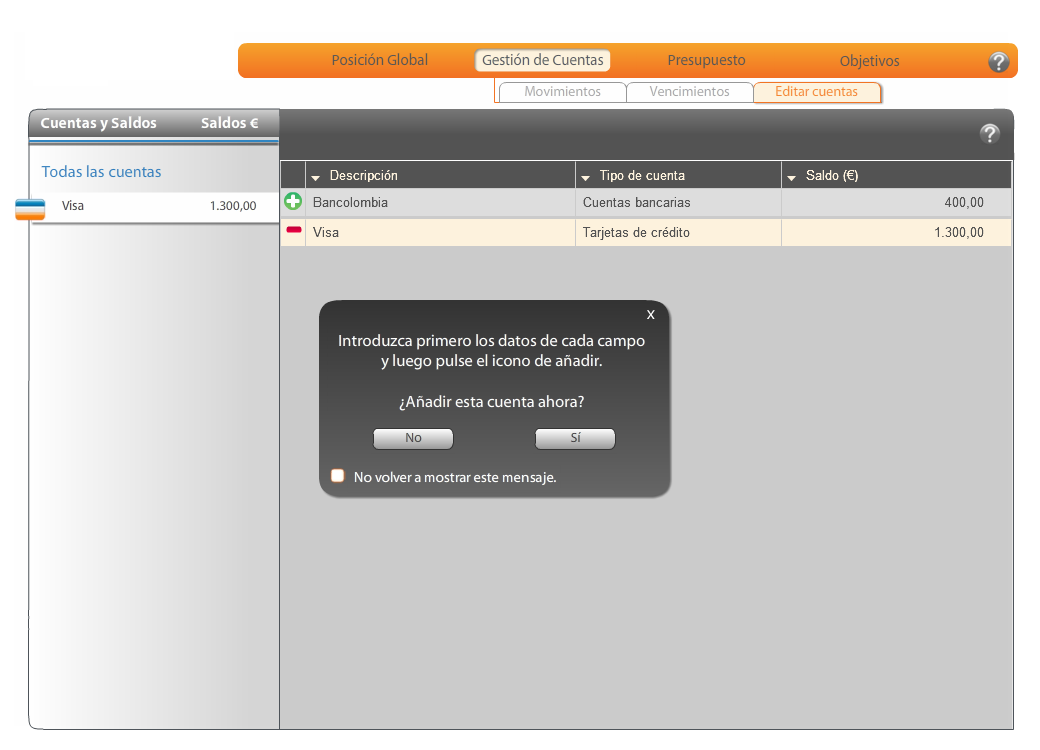 Posición Global Gestión de Cuentas Presupuesto Objetivos ?
Movimientos Vencimientos Editar cuentas
Cuentas y Saldos Saldos €
?
Todas las cuentas
Visa 1.300,00
Descripción Tipo de cuenta Saldo (€)
Bancolombia Cuentas bancarias 400,00
Visa Tarjetas de crédito 1.300,00
x
Introduzca primero los datos de cada campo
y luego pulse el icono de añadir.
¿Añadir esta cuenta ahora?
No Sí
No volver a mostrar este mensaje.